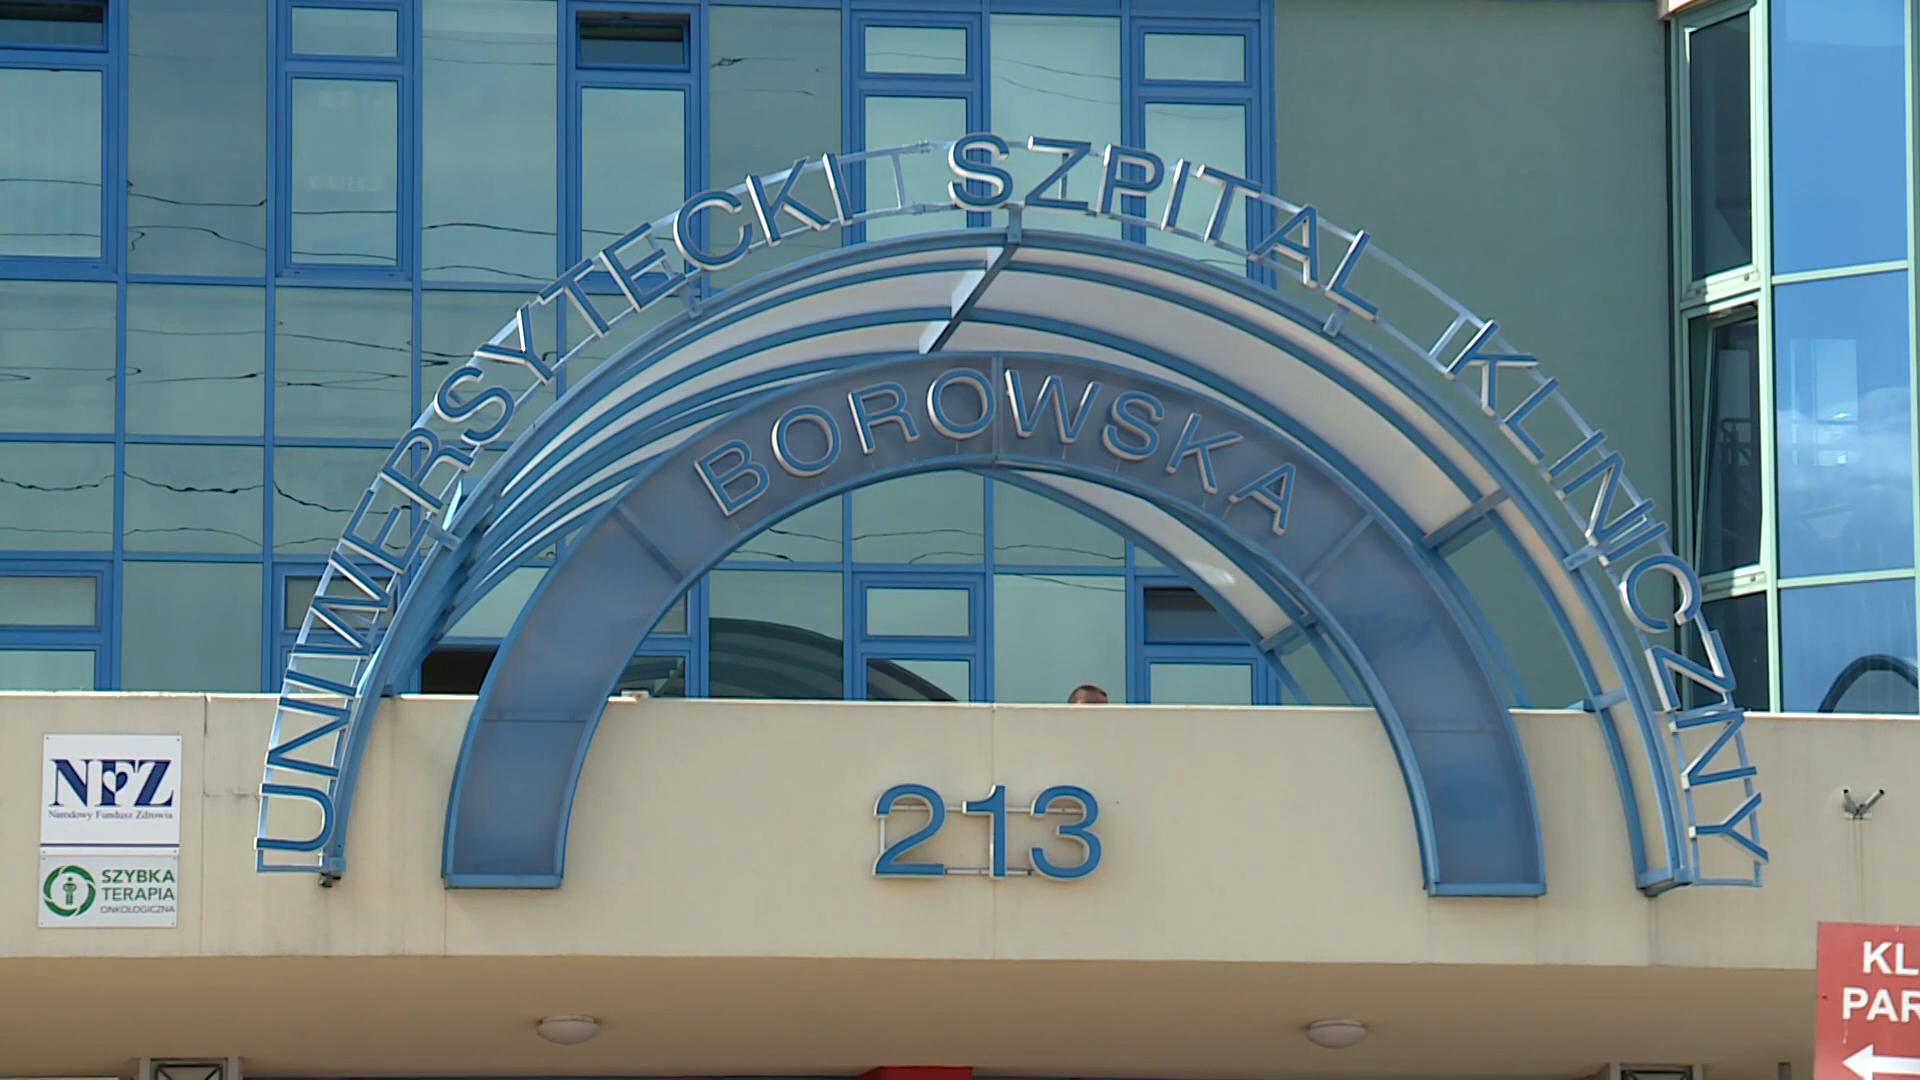 UNIWERSYTECKI SZPITAL KLINICZNY
BOROWSKA
213
NFZ
Narodowy Fundusz Zdrowia
SZYBKA
TERAPIA
ONKOLOGICZNA
KL
PAR